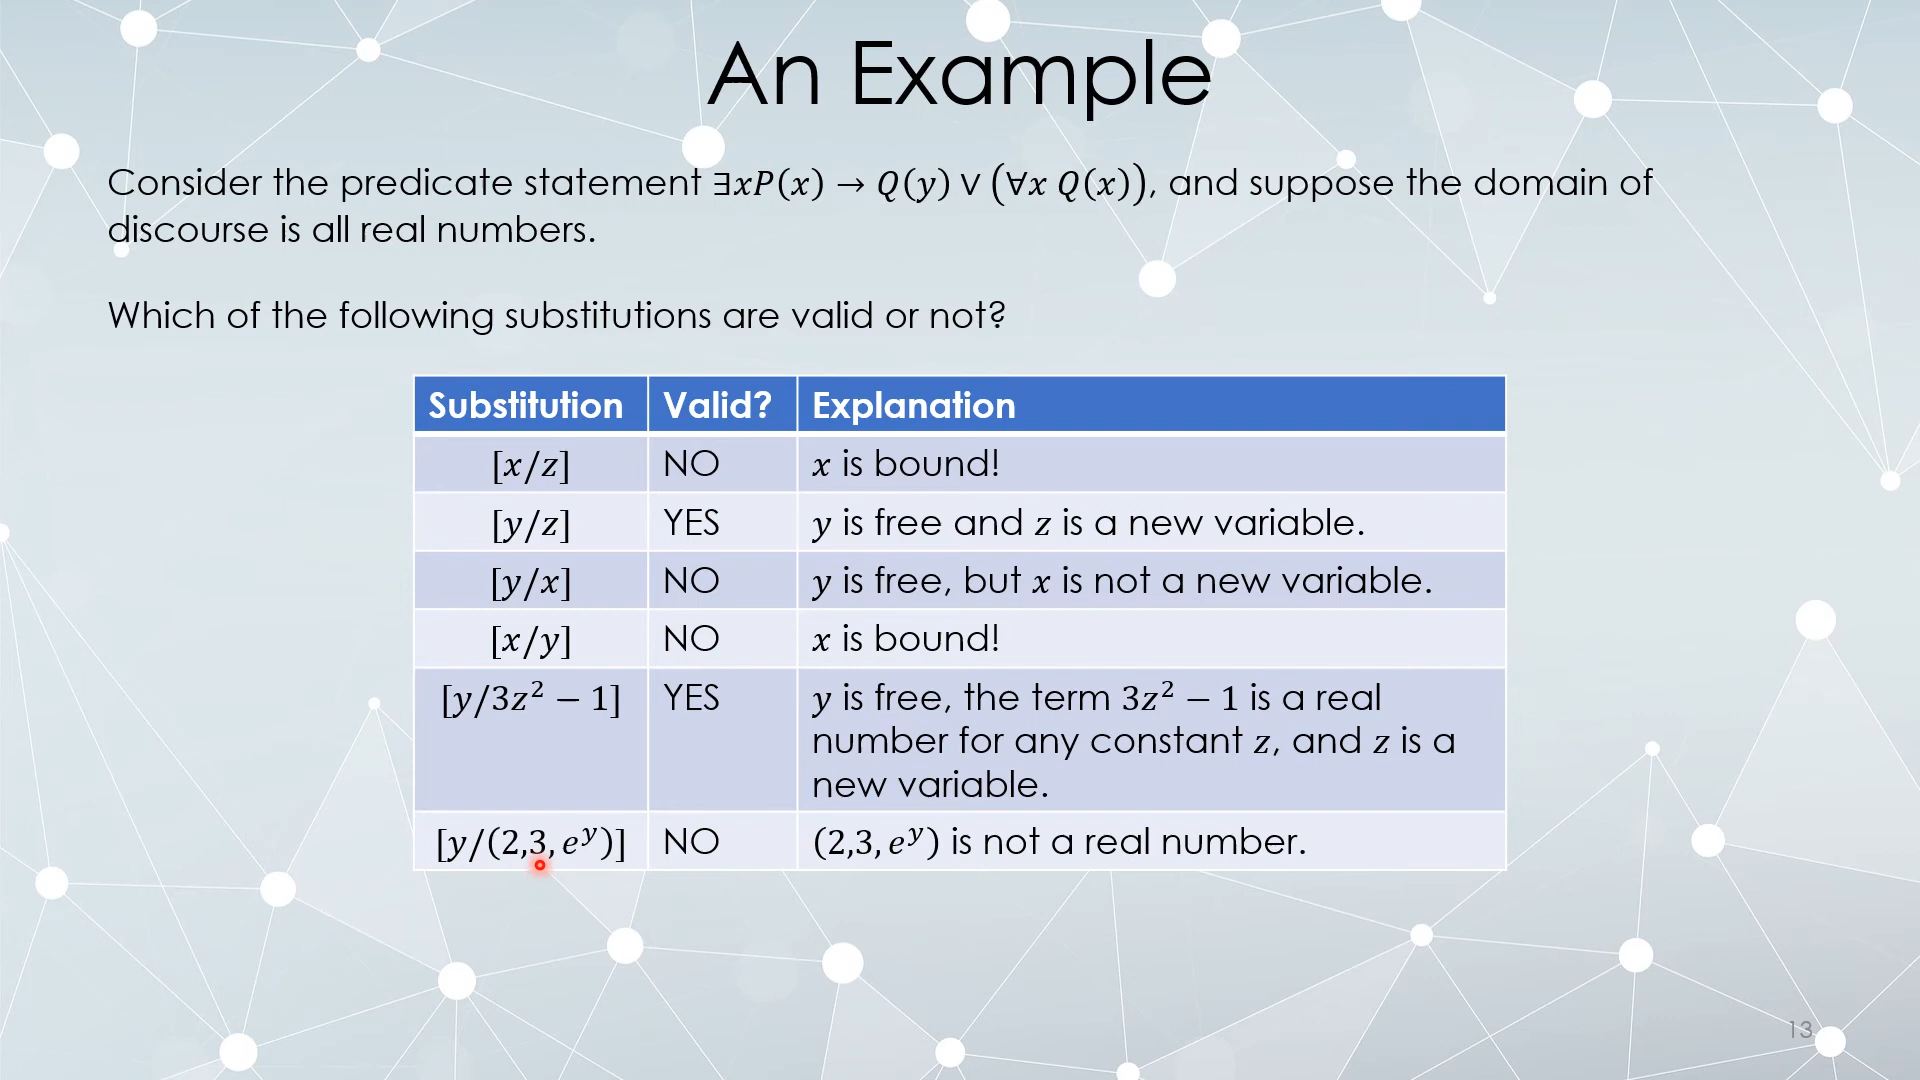 An Example
Consider the predicate statement ∃xP(x) → Q(y) ∨ (∀x Q(x)), and suppose the domain of
discourse is all real numbers.
Which of the following substitutions are valid or not?
Substitution Valid? Explanation
[x/z] NO x is bound!
[y/z] YES y is free and z is a new variable.
[y/x] NO y is free, but x is not a new variable.
[x/y] NO x is bound!
[y/3z² − 1] YES y is free, the term 3z² − 1 is a real
number for any constant z, and z is a
new variable.
[y/(2,3, eʸ)] NO (2,3, eʸ) is not a real number.
13